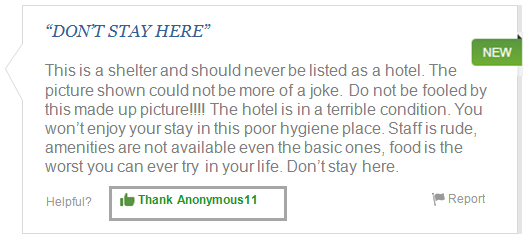 “DON’T STAY HERE”
NEW
This is a shelter and should never be listed as a hotel. The
picture shown could not be more of a joke. Do not be fooled by
this made up picture!!!! The hotel is in a terrible condition. You
won’t enjoy your stay in this poor hygiene place. Staff is rude,
amenities are not available even the basic ones, food is the
worst you can ever try in your life. Don’t stay here.
Helpful? Thank Anonymous11 Report